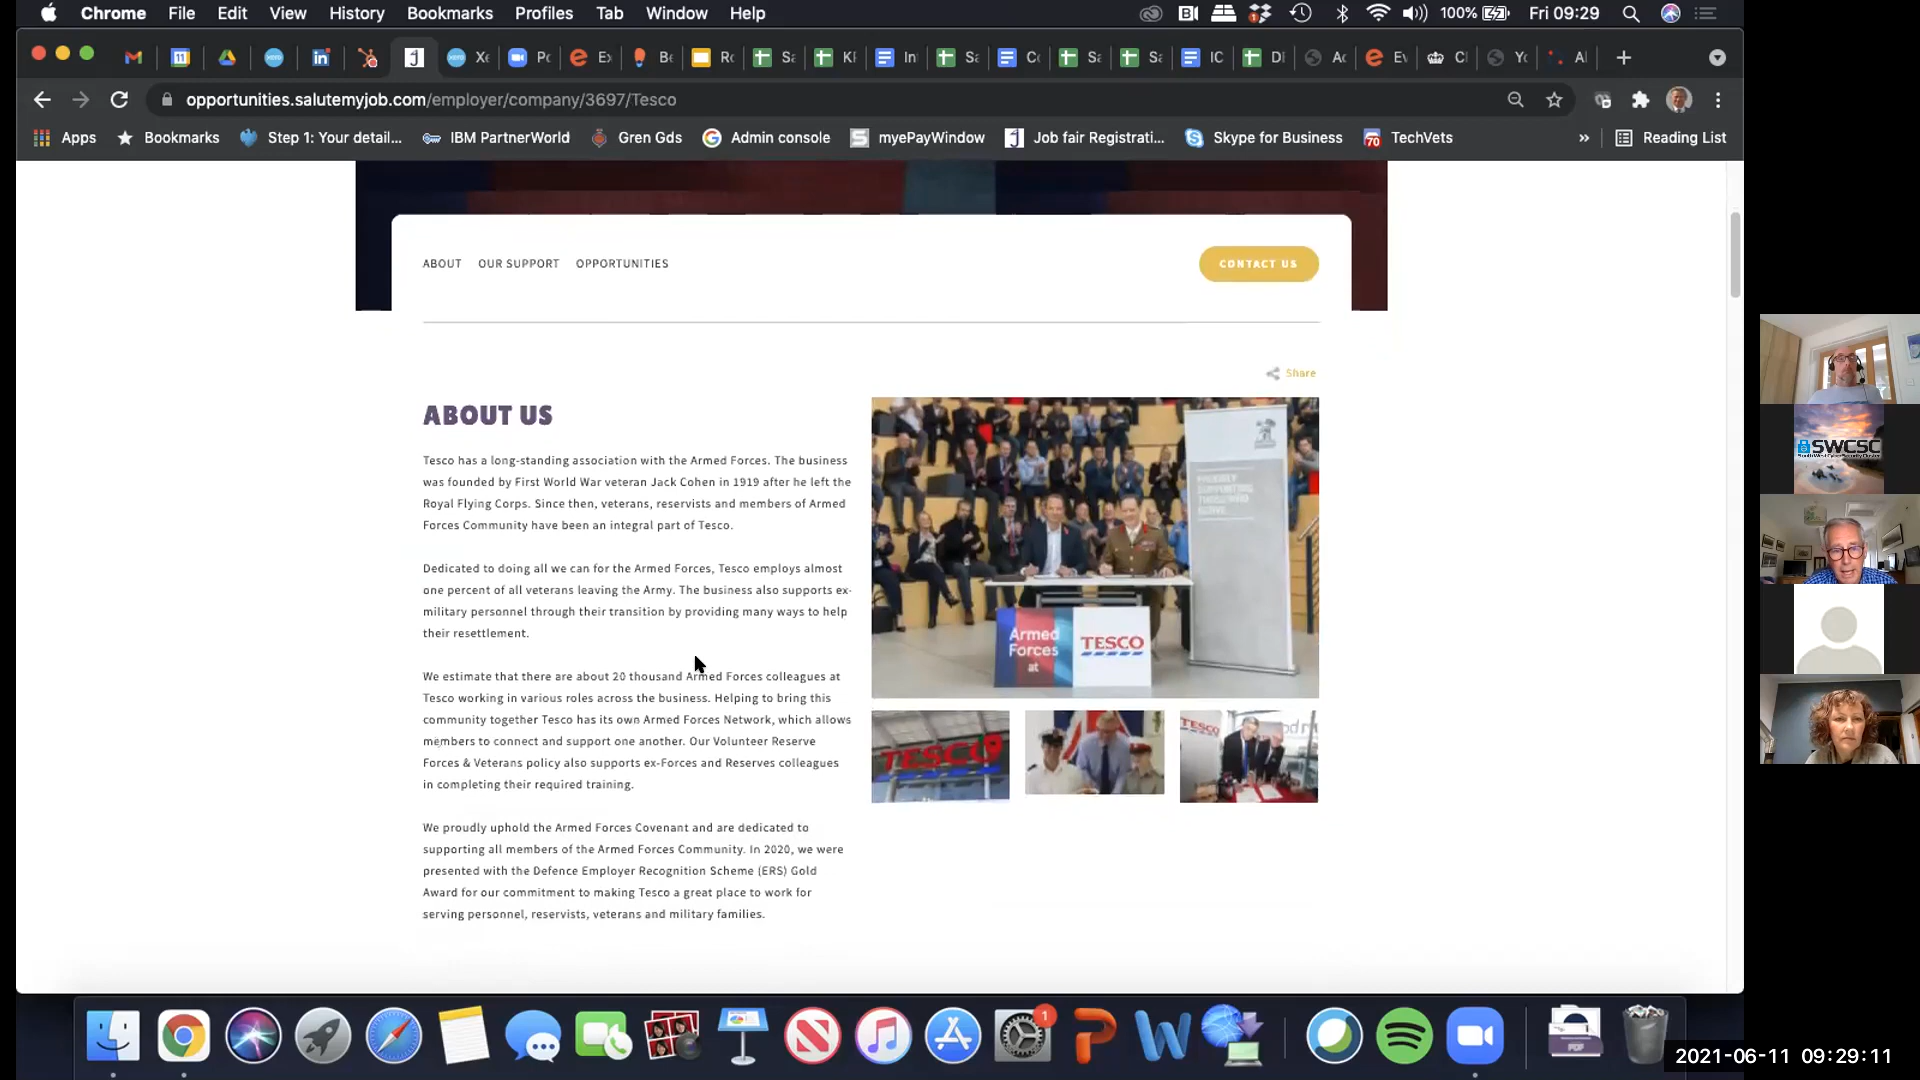 Chrome File Edit View History Bookmarks Profiles Tab Window Help
100% Fri 09:29
opportunities.salutemyjob.com/employer/company/3697/Tesco
Apps Bookmarks Step 1: Your detail... IBM PartnerWorld Gren Gds Admin console myePayWindow Job fair Registrati... Skype for Business TechVets » Reading List
ABOUT OUR SUPPORT OPPORTUNITIES
CONTACT US
Share
ABOUT US
Tesco has a long-standing association with the Armed Forces. The business
was founded by First World War veteran Jack Cohen in 1919 after he left the
Royal Flying Corps. Since then, veterans, reservists and members of Armed
Forces Community have been an integral part of Tesco.
Dedicated to doing all we can for the Armed Forces, Tesco employs almost
one percent of all veterans leaving the Army. The business also supports ex-
military personnel through their transition by providing many ways to help
their resettlement.
We estimate that there are about 20 thousand Armed Forces colleagues at
Tesco working in various roles across the business. Helping to bring this
community together Tesco has its own Armed Forces Network, which allows
members to connect and support one another. Our Volunteer Reserve
Forces & Veterans policy also supports ex-Forces and Reserves colleagues
in completing their required training.
We proudly uphold the Armed Forces Covenant and are dedicated to
supporting all members of the Armed Forces Community. In 2020, we were
presented with the Defence Employer Recognition Scheme (ERS) Gold
Award for our commitment to making Tesco a great place to work for
serving personnel, reservists, veterans and military families.
Armed
Forces
at
TESCO
TESCO
TESCO
SWCSC
2021-06-11 09:29:11